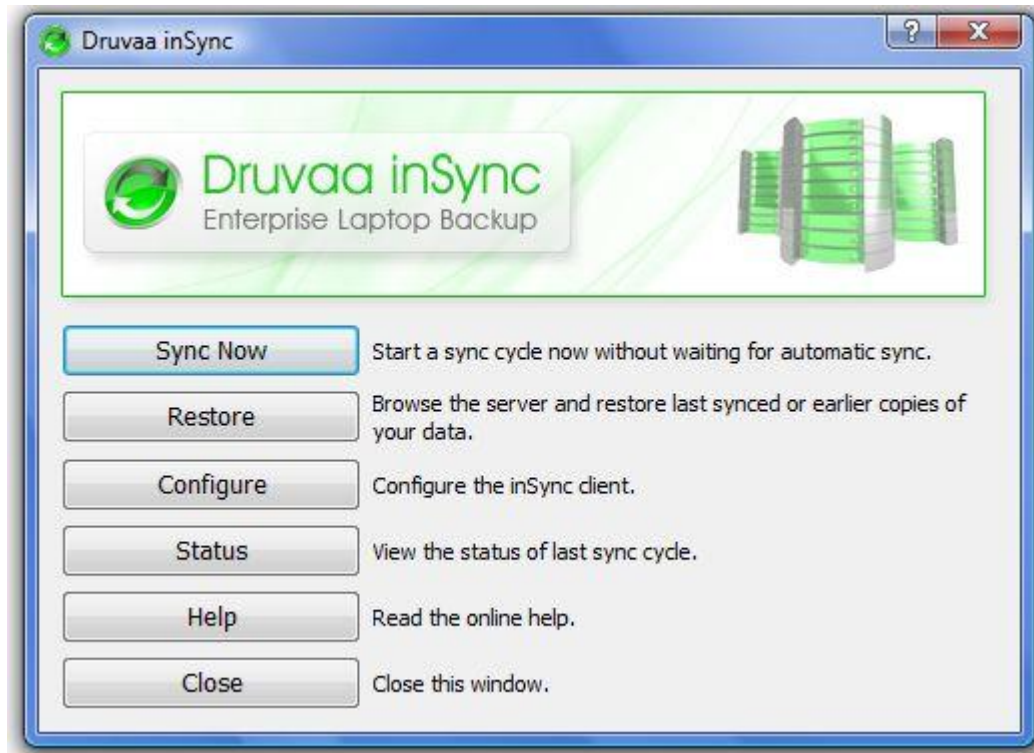 Druvaa inSync
?
X
Druvaa inSync
Enterprise Laptop Backup
Sync Now
Start a sync cycle now without waiting for automatic sync.
Restore
Browse the server and restore last synced or earlier copies of
your data.
Configure
Configure the inSync client.
Status
View the status of last sync cycle.
Help
Read the online help.
Close
Close this window.